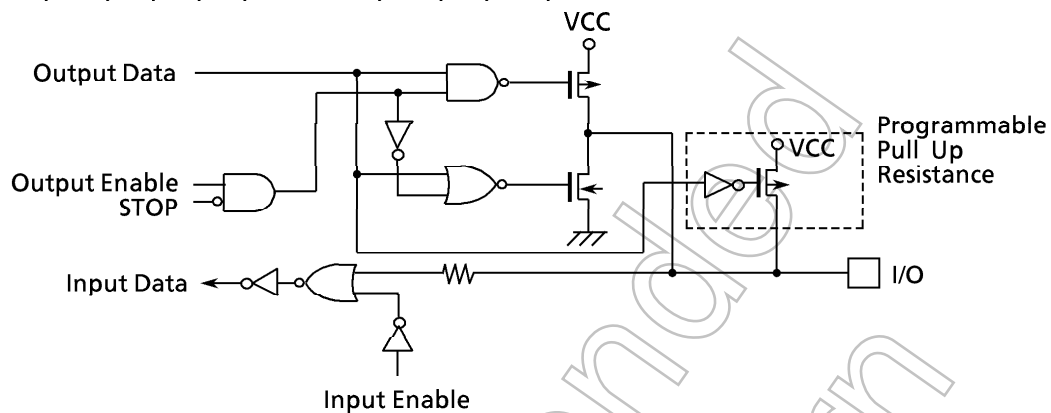 VCC
Output Data
Programmable
Pull Up
Resistance
VCC
Output Enable
STOP
Input Data
I/O
Input Enable